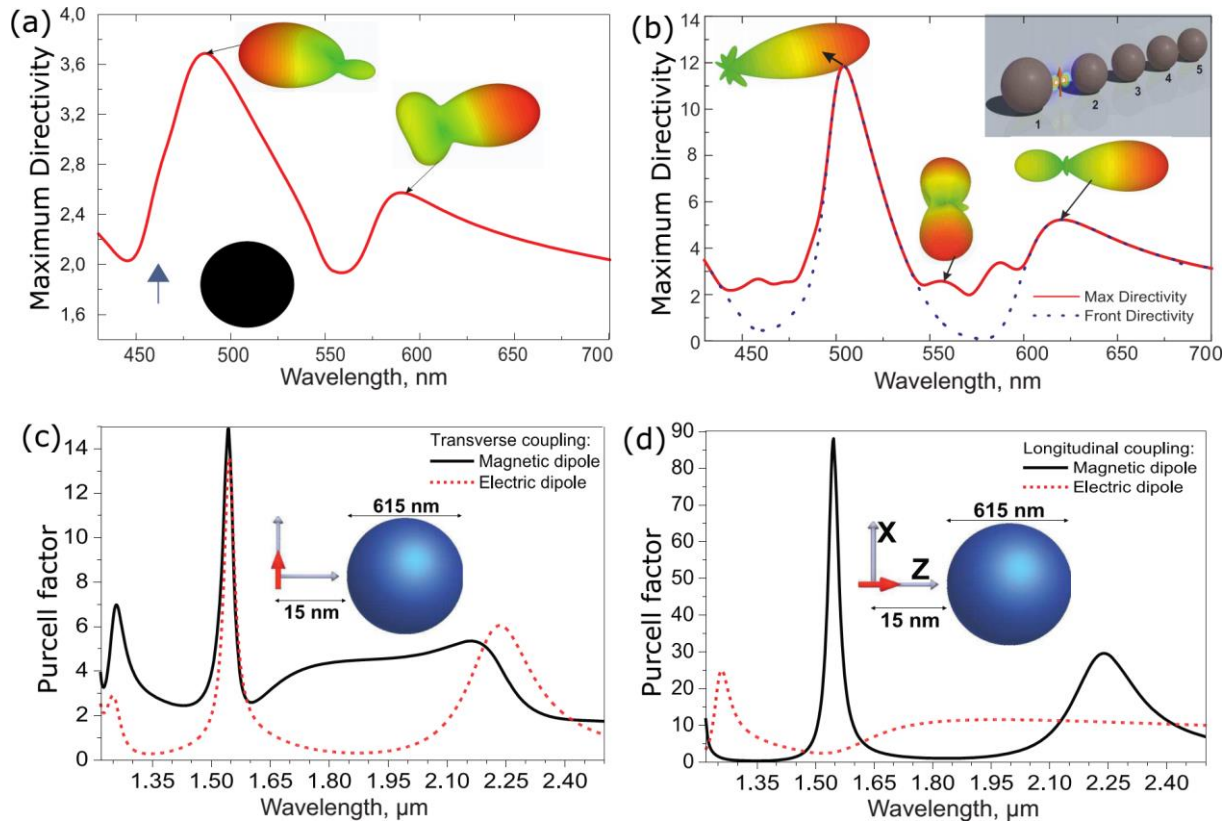 (a)
4.0
3.6
3.2
2.8
2.4
2.0
1.6
Maximum Directivity
450 500 550 600 650 700
Wavelength, nm
(b)
14
12
10
8
6
4
2
0
Maximum Directivity
1
2
3
4
5
Max Directivity
Front Directivity
450 500 550 600 650 700
Wavelength, nm
(c)
14
12
10
8
6
4
2
0
Purcell factor
Transverse coupling:
Magnetic dipole
Electric dipole
615 nm
15 nm
1.35 1.50 1.65 1.80 1.95 2.10 2.25 2.40
Wavelength, μm
(d)
90
80
70
60
50
40
30
20
10
0
Purcell factor
Longitudinal coupling:
Magnetic dipole
Electric dipole
615 nm
X
Z
15 nm
1.35 1.50 1.65 1.80 1.95 2.10 2.25 2.40
Wavelength, μm